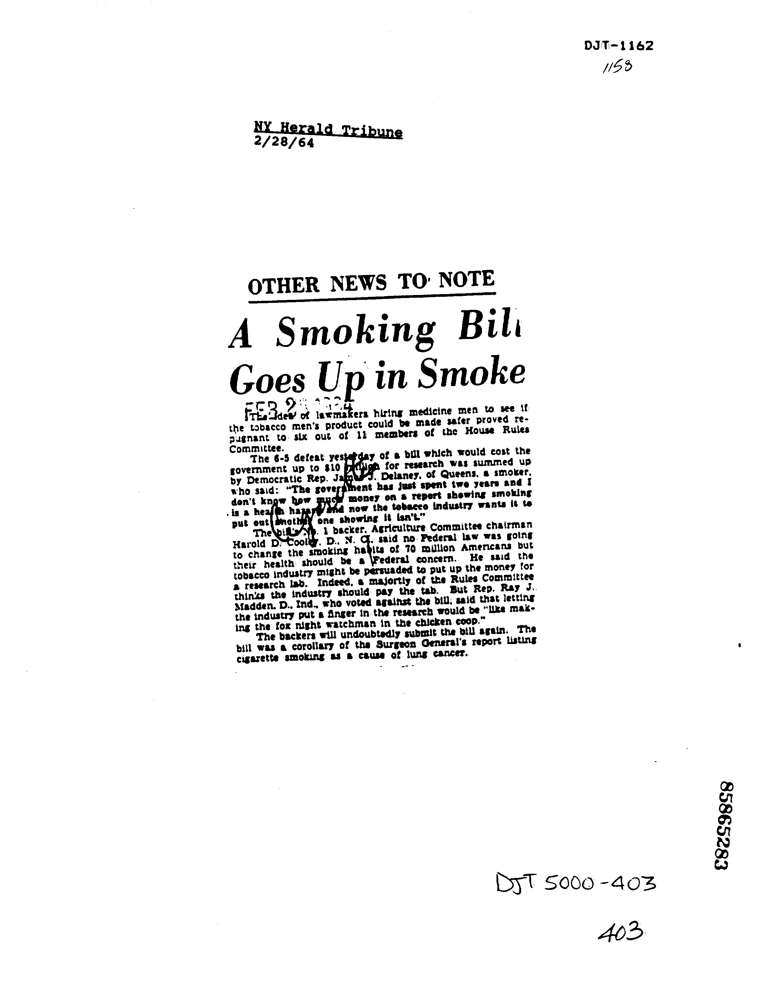 DJT-1162
1158
NY Herald Tribune
2/28/64
OTHER NEWS TO NOTE
A Smoking Bill
Goes Up in Smoke
FEB 28
The idea of lawmakers hiring medicine men to see if
the tobacco men's product could be made safer proved re-
pugnant to six out of 11 members of the House Rules
Committee.
The 6-5 defeat yesterday of a bill which would cost the
government up to $10 for research was summed up
by Democratic Rep. James J. Delaney, of Queens, a smoker,
who said: "The government has just spent two years and I
don't know how much money on a report showing smoking
is a health hazard and now the tobacco industry wants it to
put out another one showing it isn't."
The bill's No. 1 backer, Agriculture Committee chairman
Harold D. Cooley, D., N. C., said no Federal law was going
to change the smoking habits of 70 million Americans but
their health should be a Federal concern. He said the
tobacco industry might be persuaded to put up the money for
a research lab. Indeed, a majortiy of the Rules Committee
thinks the industry should pay the tab. But Rep. Ray J.
Madden, D., Ind., who voted against the bill, said that letting
the industry put a finger in the research would be "like mak-
ing the fox night watchman in the chicken coop."
The backers will undoubtedly submit the bill again. The
bill was a corollary of the Surgeon General's report listing
cigarette smoking as a cause of lung cancer.
85865283
DJT 5000-403
403